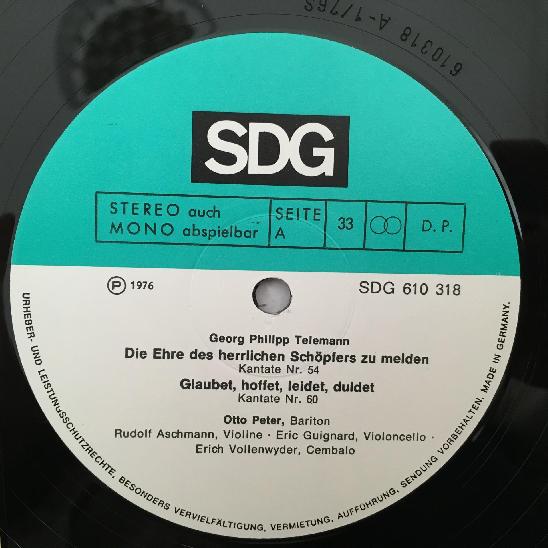 610318 A-1/76S
SDG
STEREO auch
MONO abspielbar
SEITE
A
33
D. P.
Ⓟ 1976
SDG 610 318
Georg Philipp Telemann
Die Ehre des herrlichen Schöpfers zu melden
Kantate Nr. 54
Glaubet, hoffet, leidet, duldet
Kantate Nr. 60
Otto Peter, Bariton
Rudolf Aschmann, Violine · Eric Guignard, Violoncello ·
Erich Vollenwyder, Cembalo
URHEBER- UND LEISTUNGSSCHUTZRECHTE, BESONDERS VERVIELFÄLTIGUNG, VERMIETUNG, AUFFÜHRUNG, SENDUNG VORBEHALTEN. MADE IN GERMANY.